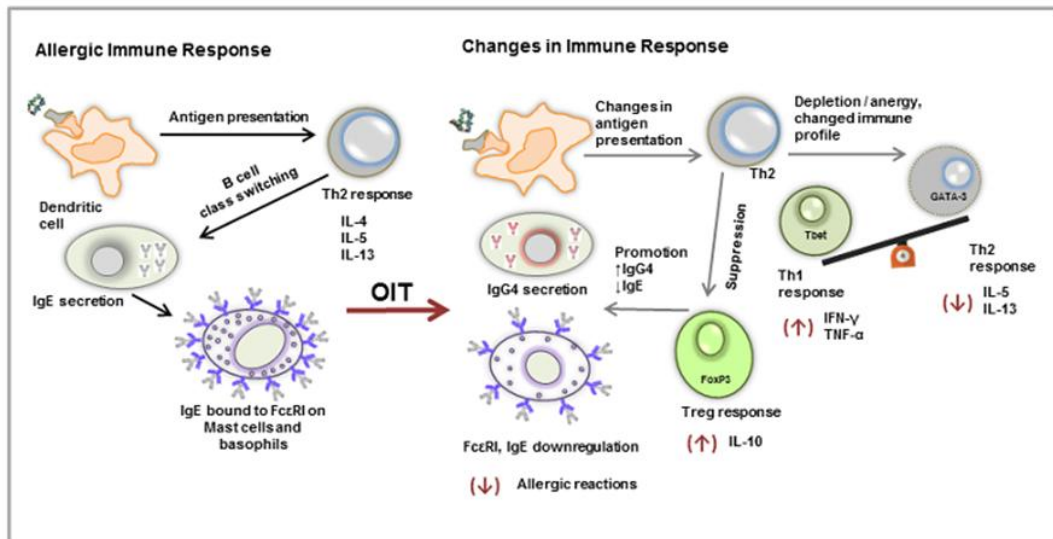 Allergic Immune Response
Antigen presentation
Dendritic
cell
B cell
class switching
Th2 response
IL-4
IL-5
IL-13
IgE secretion
IgE bound to FcεRI on
Mast cells and
basophils
OIT
Changes in Immune Response
Changes in
antigen
presentation
Th2
Depletion / anergy,
changed immune
profile
GATA-3
Tbet
Th1
response
(↑) IFN-γ
TNF-α
Th2
response
(↓) IL-5
IL-13
Suppression
IgG4 secretion
Promotion
↑IgG4
↓IgE
FoxP3
Treg response
(↑) IL-10
FcεRI, IgE downregulation
(↓) Allergic reactions